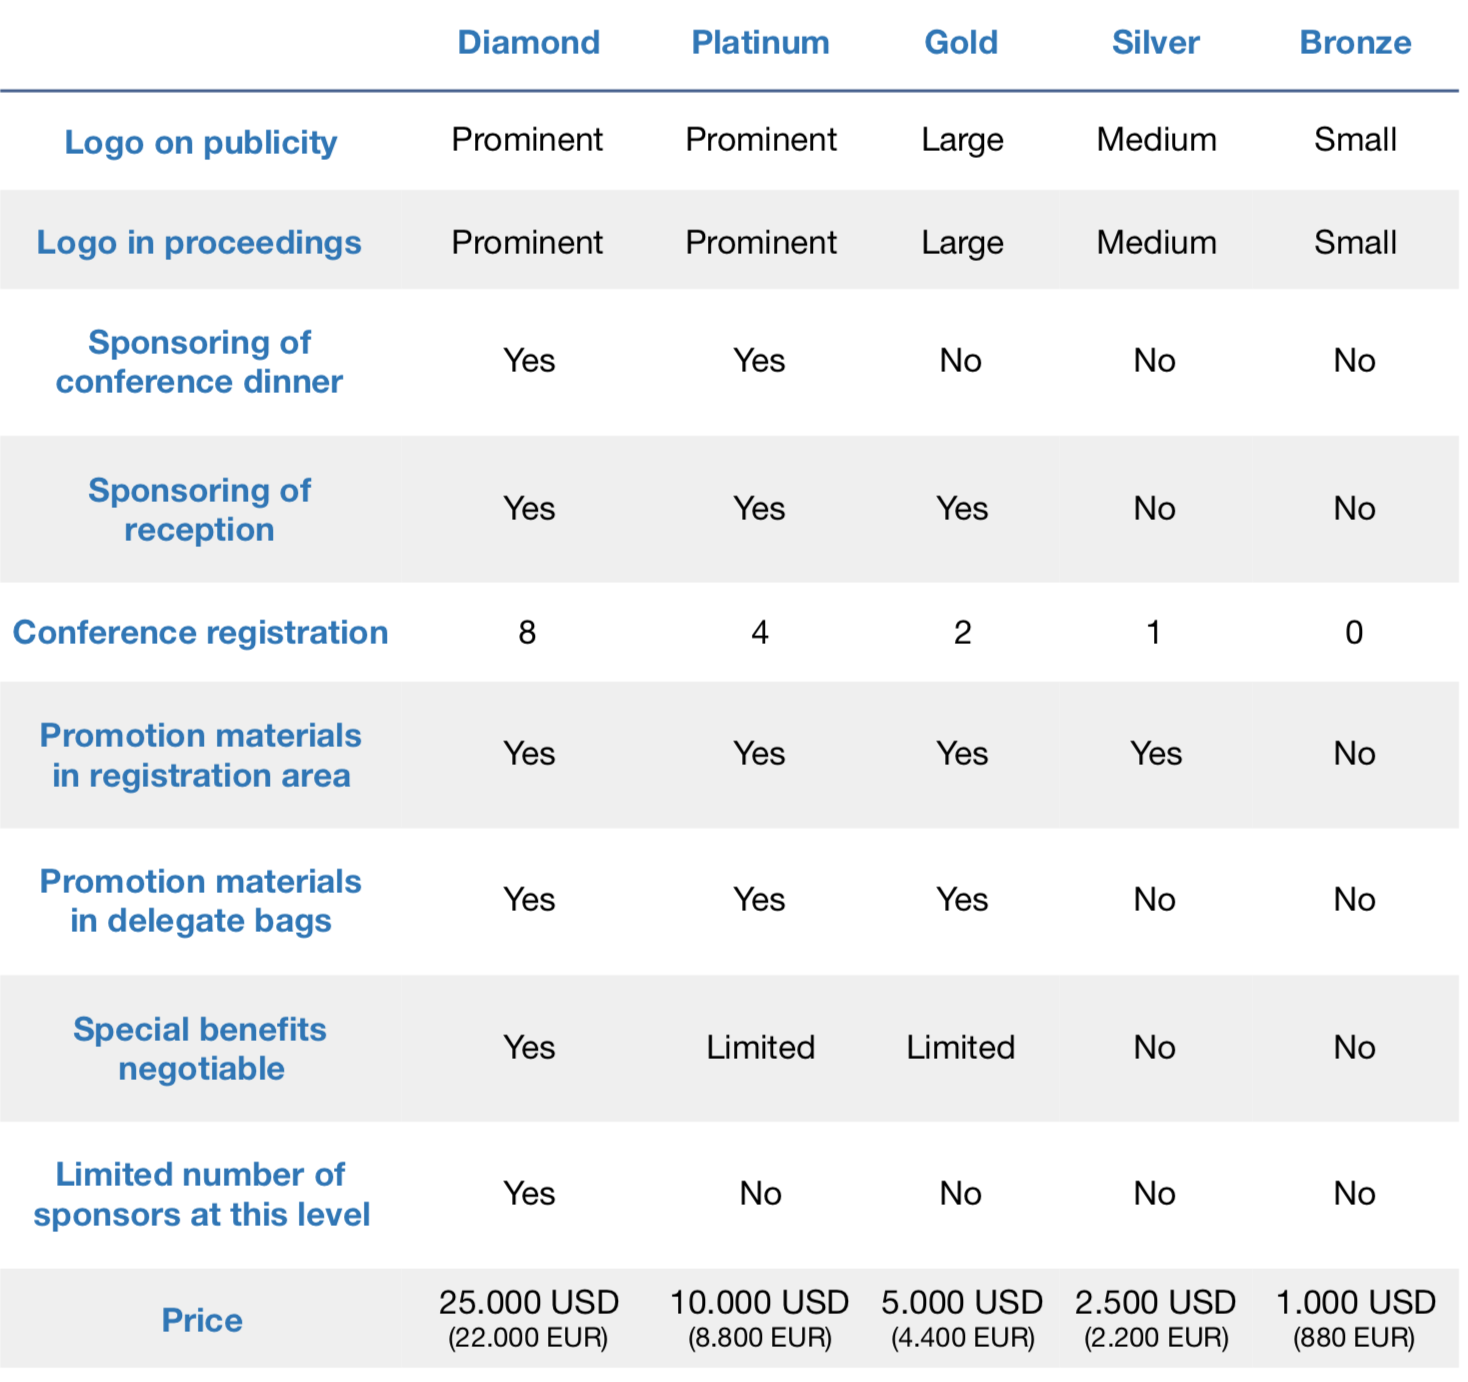 Diamond Platinum Gold Silver Bronze
Logo on publicity Prominent Prominent Large Medium Small
Logo in proceedings Prominent Prominent Large Medium Small
Sponsoring of
conference dinner Yes Yes No No No
Sponsoring of
reception Yes Yes Yes No No
Conference registration 8 4 2 1 0
Promotion materials
in registration area Yes Yes Yes Yes No
Promotion materials
in delegate bags Yes Yes Yes No No
Special benefits
negotiable Yes Limited Limited No No
Limited number of
sponsors at this level Yes No No No No
Price 25.000 USD 10.000 USD 5.000 USD 2.500 USD 1.000 USD
(22.000 EUR) (8.800 EUR) (4.400 EUR) (2.200 EUR) (880 EUR)